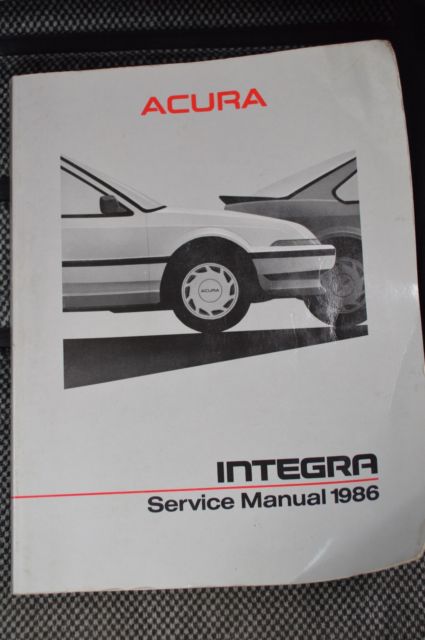 ACURA
ACURA
INTEGRA
Service Manual 1986